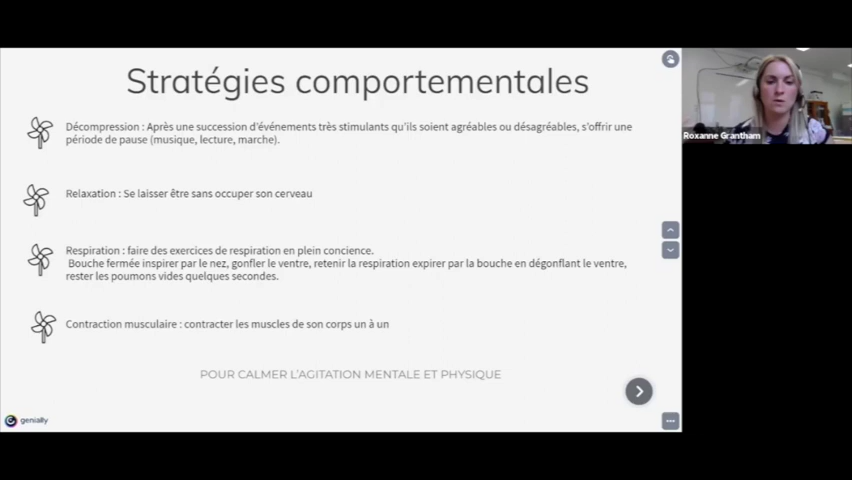 Stratégies comportementales
Décompression : Après une succession d'événements très stimulants qu'ils soient agréables ou désagréables, s'offrir une
période de pause (musique, lecture, marche).
Relaxation : Se laisser être sans occuper son cerveau
Respiration : faire des exercices de respiration en plein concience.
Bouche fermée inspirer par le nez, gonfler le ventre, retenir la respiration expirer par la bouche en dégonflant le ventre,
rester les poumons vides quelques secondes.
Contraction musculaire : contracter les muscles de son corps un à un
POUR CALMER L'AGITATION MENTALE ET PHYSIQUE
genially
Roxanne Grantham